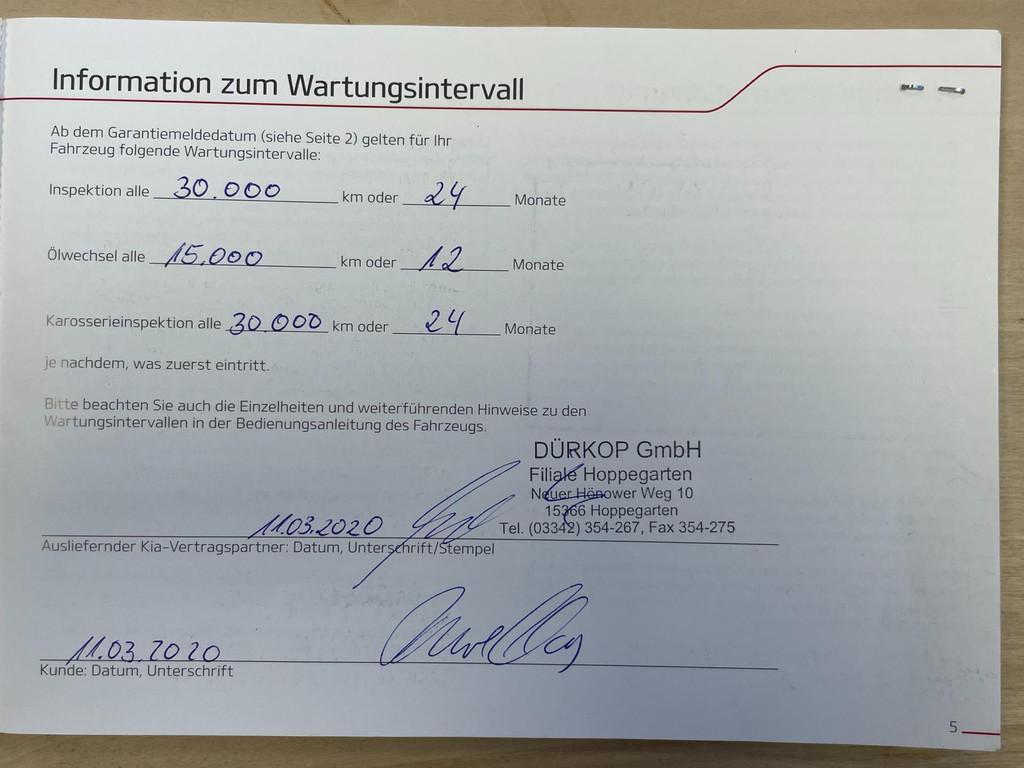 Information zum Wartungsintervall
Ab dem Garantiemeldedatum (siehe Seite 2) gelten für Ihr
Fahrzeug folgende Wartungsintervalle:
Inspektion alle 30.000 km oder 24 Monate
Ölwechsel alle 15.000 km oder 12 Monate
Karosserieinspektion alle 30.000 km oder 24 Monate
je nachdem, was zuerst eintritt.
Bitte beachten Sie auch die Einzelheiten und weiterführenden Hinweise zu den
Wartungsintervallen in der Bedienungsanleitung des Fahrzeugs.
DÜRKOP GmbH
Filiale Hoppegarten
Neuer Hönower Weg 10
15366 Hoppegarten
Tel. (03342) 354-267, Fax 354-275
11.03.2020
Ausliefernder Kia-Vertragspartner: Datum, Unterschrift/Stempel
11.03.2020
Kunde: Datum, Unterschrift
5